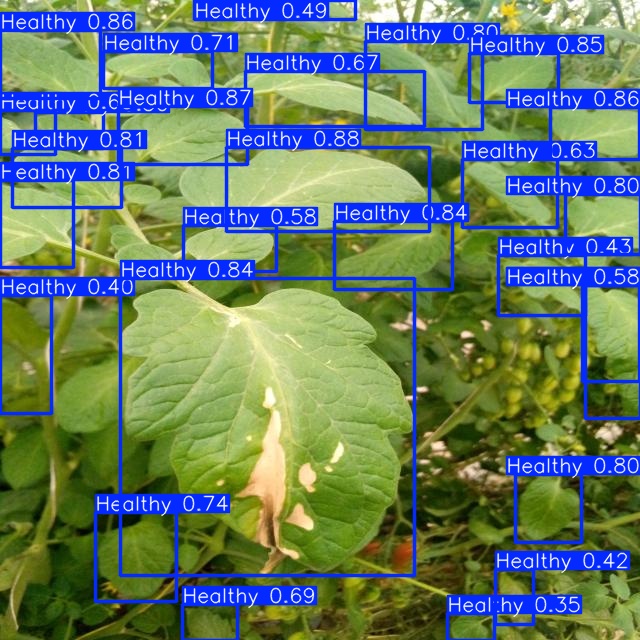 Healthy 0.49
Healthy 0.86
Healthy 0.80
Healthy 0.71
Healthy 0.85
Healthy 0.67
Healthy 0.87
Healthy 0.86
Healthy 0.81
Healthy 0.88
Healthy 0.63
Healthy 0.81
Healthy 0.80
Healthy 0.58
Healthy 0.84
Healthy 0.43
Healthy 0.84
Healthy 0.58
Healthy 0.40
Healthy 0.80
Healthy 0.74
Healthy 0.42
Healthy 0.69
Healthy 0.35